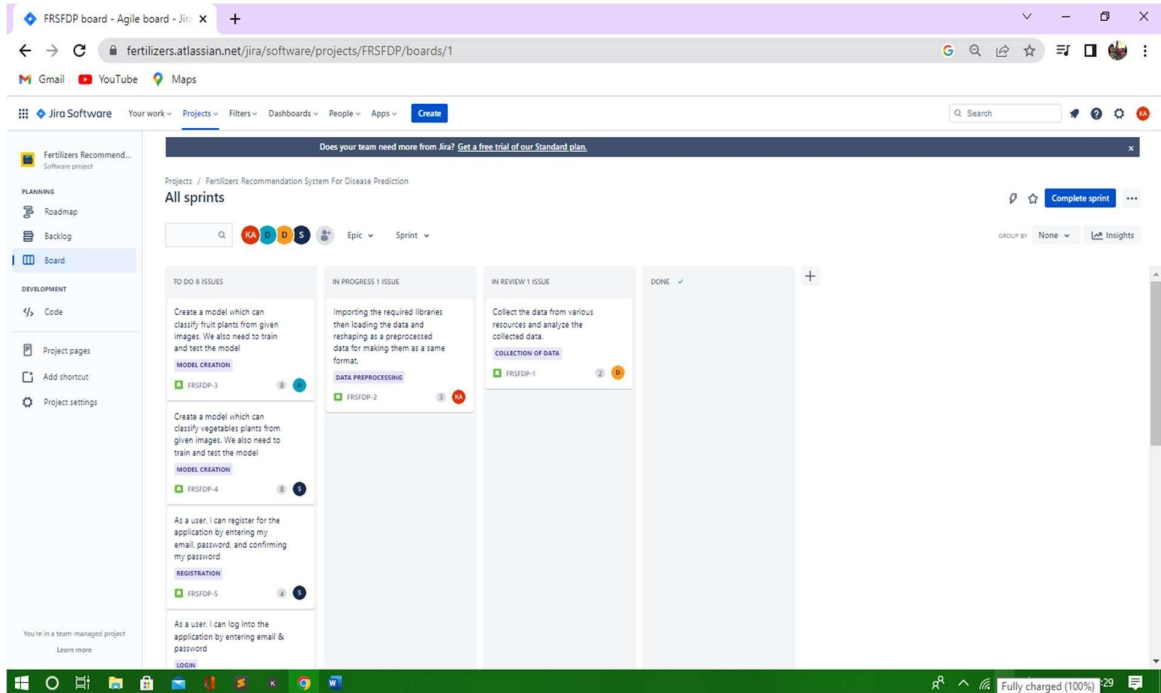 FRSFDP board - Agile board - Jir
fertilizers.atlassian.net/jira/software/projects/FRSFDP/boards/1
Gmail YouTube Maps
Jira Software Your work Projects Filters Dashboards People Apps Create Search KA
Does your team need more from Jira? Get a free trial of our Standard plan.
Fertilizers Recommend...
Software project
PLANNING
Roadmap
Backlog
Board
DEVELOPMENT
Code
Project pages
Add shortcut
Project settings
You're in a team-managed project
Learn more
Projects / Fertilizers Recommendation System For Disease Prediction
All sprints
Complete sprint
KA D D S Epic Sprint
GROUP BY None Insights
TO DO 8 ISSUES
Create a model which can
classify fruit plants from given
images. We also need to train
and test the model
MODEL CREATION
FRSFDP-3 8 D
Create a model which can
classify vegetables plants from
given images. We also need to
train and test the model
MODEL CREATION
FRSFDP-4 8 S
As a user, I can register for the
application by entering my
email, password, and confirming
my password
REGISTRATION
FRSFDP-5 4 S
As a user, I can log into the
application by entering email &
password
LOGIN
IN PROGRESS 1 ISSUE
Importing the required libraries
then loading the data and
reshaping as a preprocessed
data for making them as a same
format.
DATA PREPROCESSING
FRSFDP-2 3 KA
IN REVIEW 1 ISSUE
Collect the data from various
resources and analyze the
collected data.
COLLECTION OF DATA
FRSFDP-1 2 D
DONE
Fully charged (100%)
:29